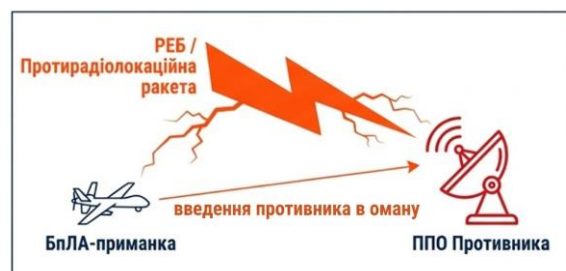 РЕБ /
Протирадіолокаційна
ракета
введення противника в оману
БпЛА-приманка
ППО Противника